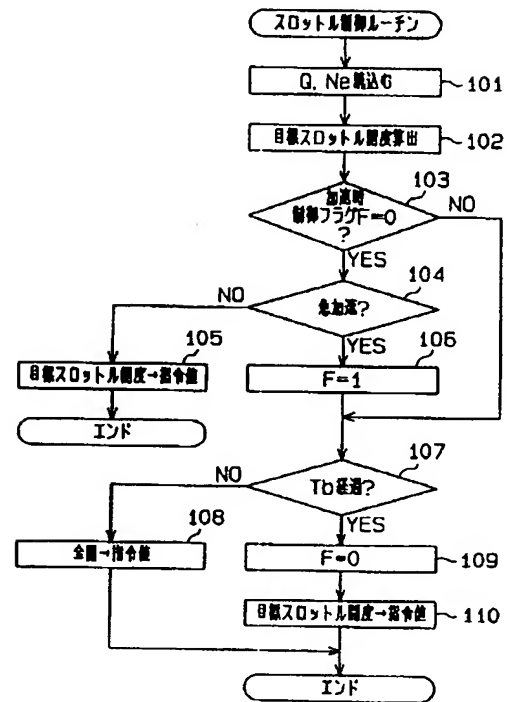 スロットル制御ルーチン
Q, Ne読込む
101
目標スロットル開度算出
102
加速時
制御フラグF=0
?
103
NO
YES
急加速?
104
NO
YES
105
目標スロットル開度→指令値
エンド
106
F=1
107
Tb経過?
NO
YES
108
全開→指令値
F=0
109
目標スロットル開度→指令値
110
エンド